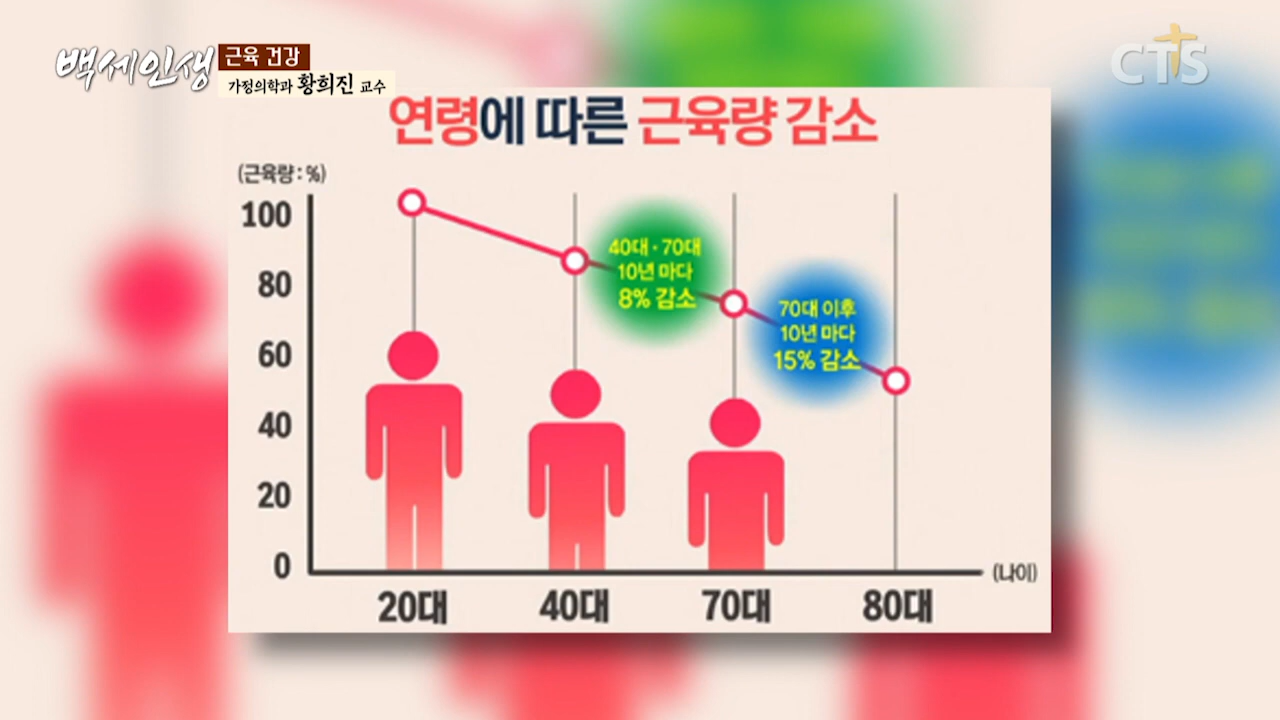 백세인생
근육 건강
가정의학과 황희진 교수
CTS
연령에 따른 근육량 감소
(근육량 : %)
100
80
60
40
20
0
40대 · 70대
10년 마다
8% 감소
70대 이후
10년 마다
15% 감소
20대
40대
70대
80대
(나이)